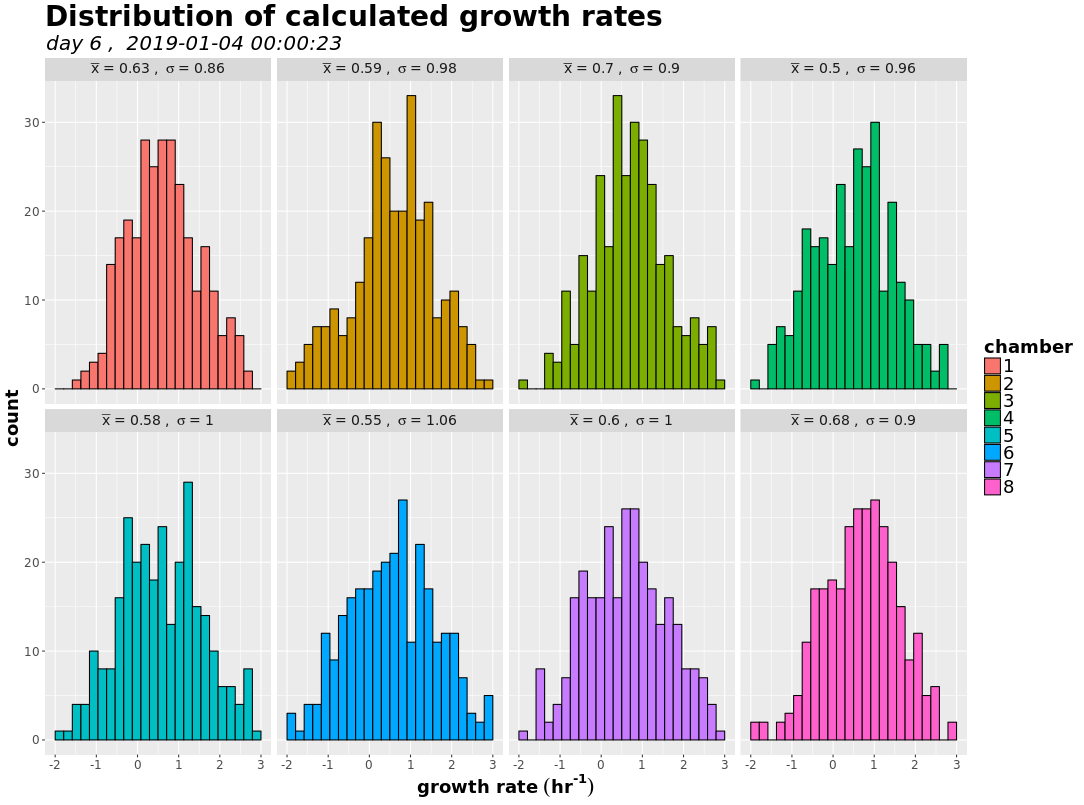 Distribution of calculated growth rates
day 6 ,  2019-01-04 00:00:23
x̅ = 0.63 ,  σ = 0.86
x̅ = 0.59 ,  σ = 0.98
x̅ = 0.7 ,  σ = 0.9
x̅ = 0.5 ,  σ = 0.96
30
20
10
0
x̅ = 0.58 ,  σ = 1
x̅ = 0.55 ,  σ = 1.06
x̅ = 0.6 ,  σ = 1
x̅ = 0.68 ,  σ = 0.9
30
20
10
0
-2 -1 0 1 2 3
-2 -1 0 1 2 3
-2 -1 0 1 2 3
-2 -1 0 1 2 3
count
growth rate (hr⁻¹)
chamber
1
2
3
4
5
6
7
8